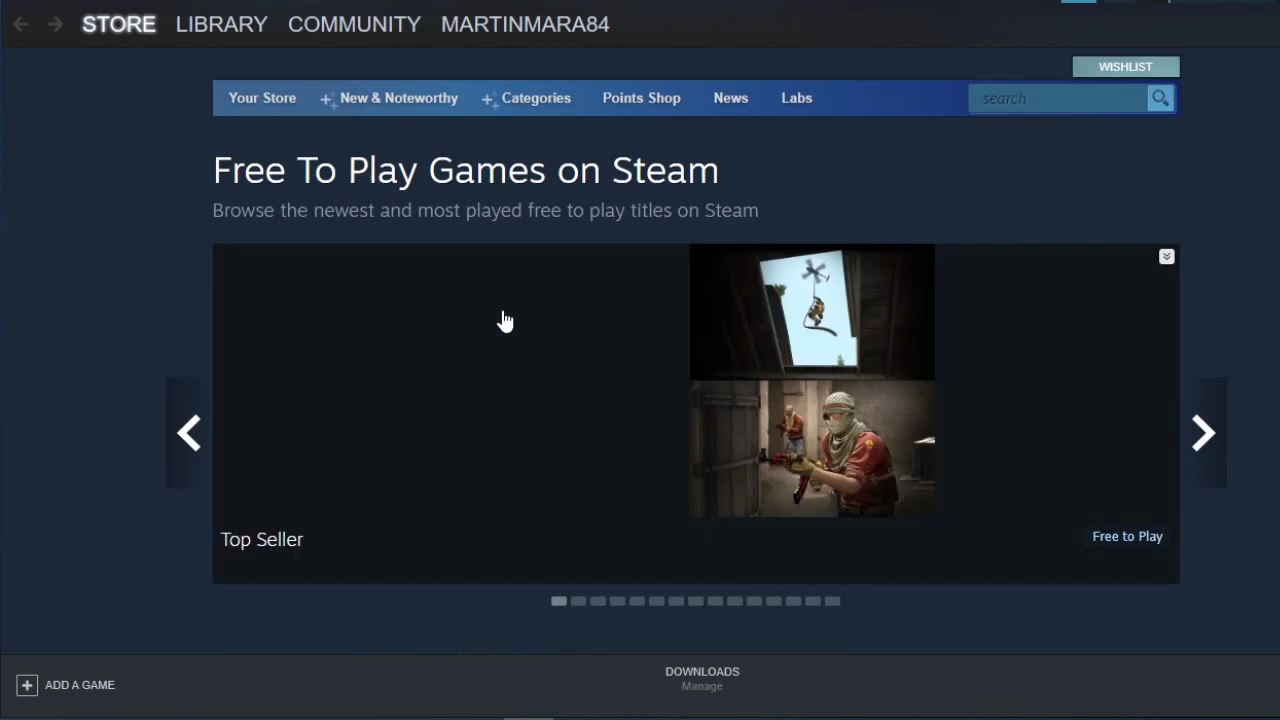 STORE LIBRARY COMMUNITY MARTINMARA84
WISHLIST
Your Store New & Noteworthy Categories Points Shop News Labs search
Free To Play Games on Steam
Browse the newest and most played free to play titles on Steam
Top Seller
Free to Play
ADD A GAME
DOWNLOADS
Manage